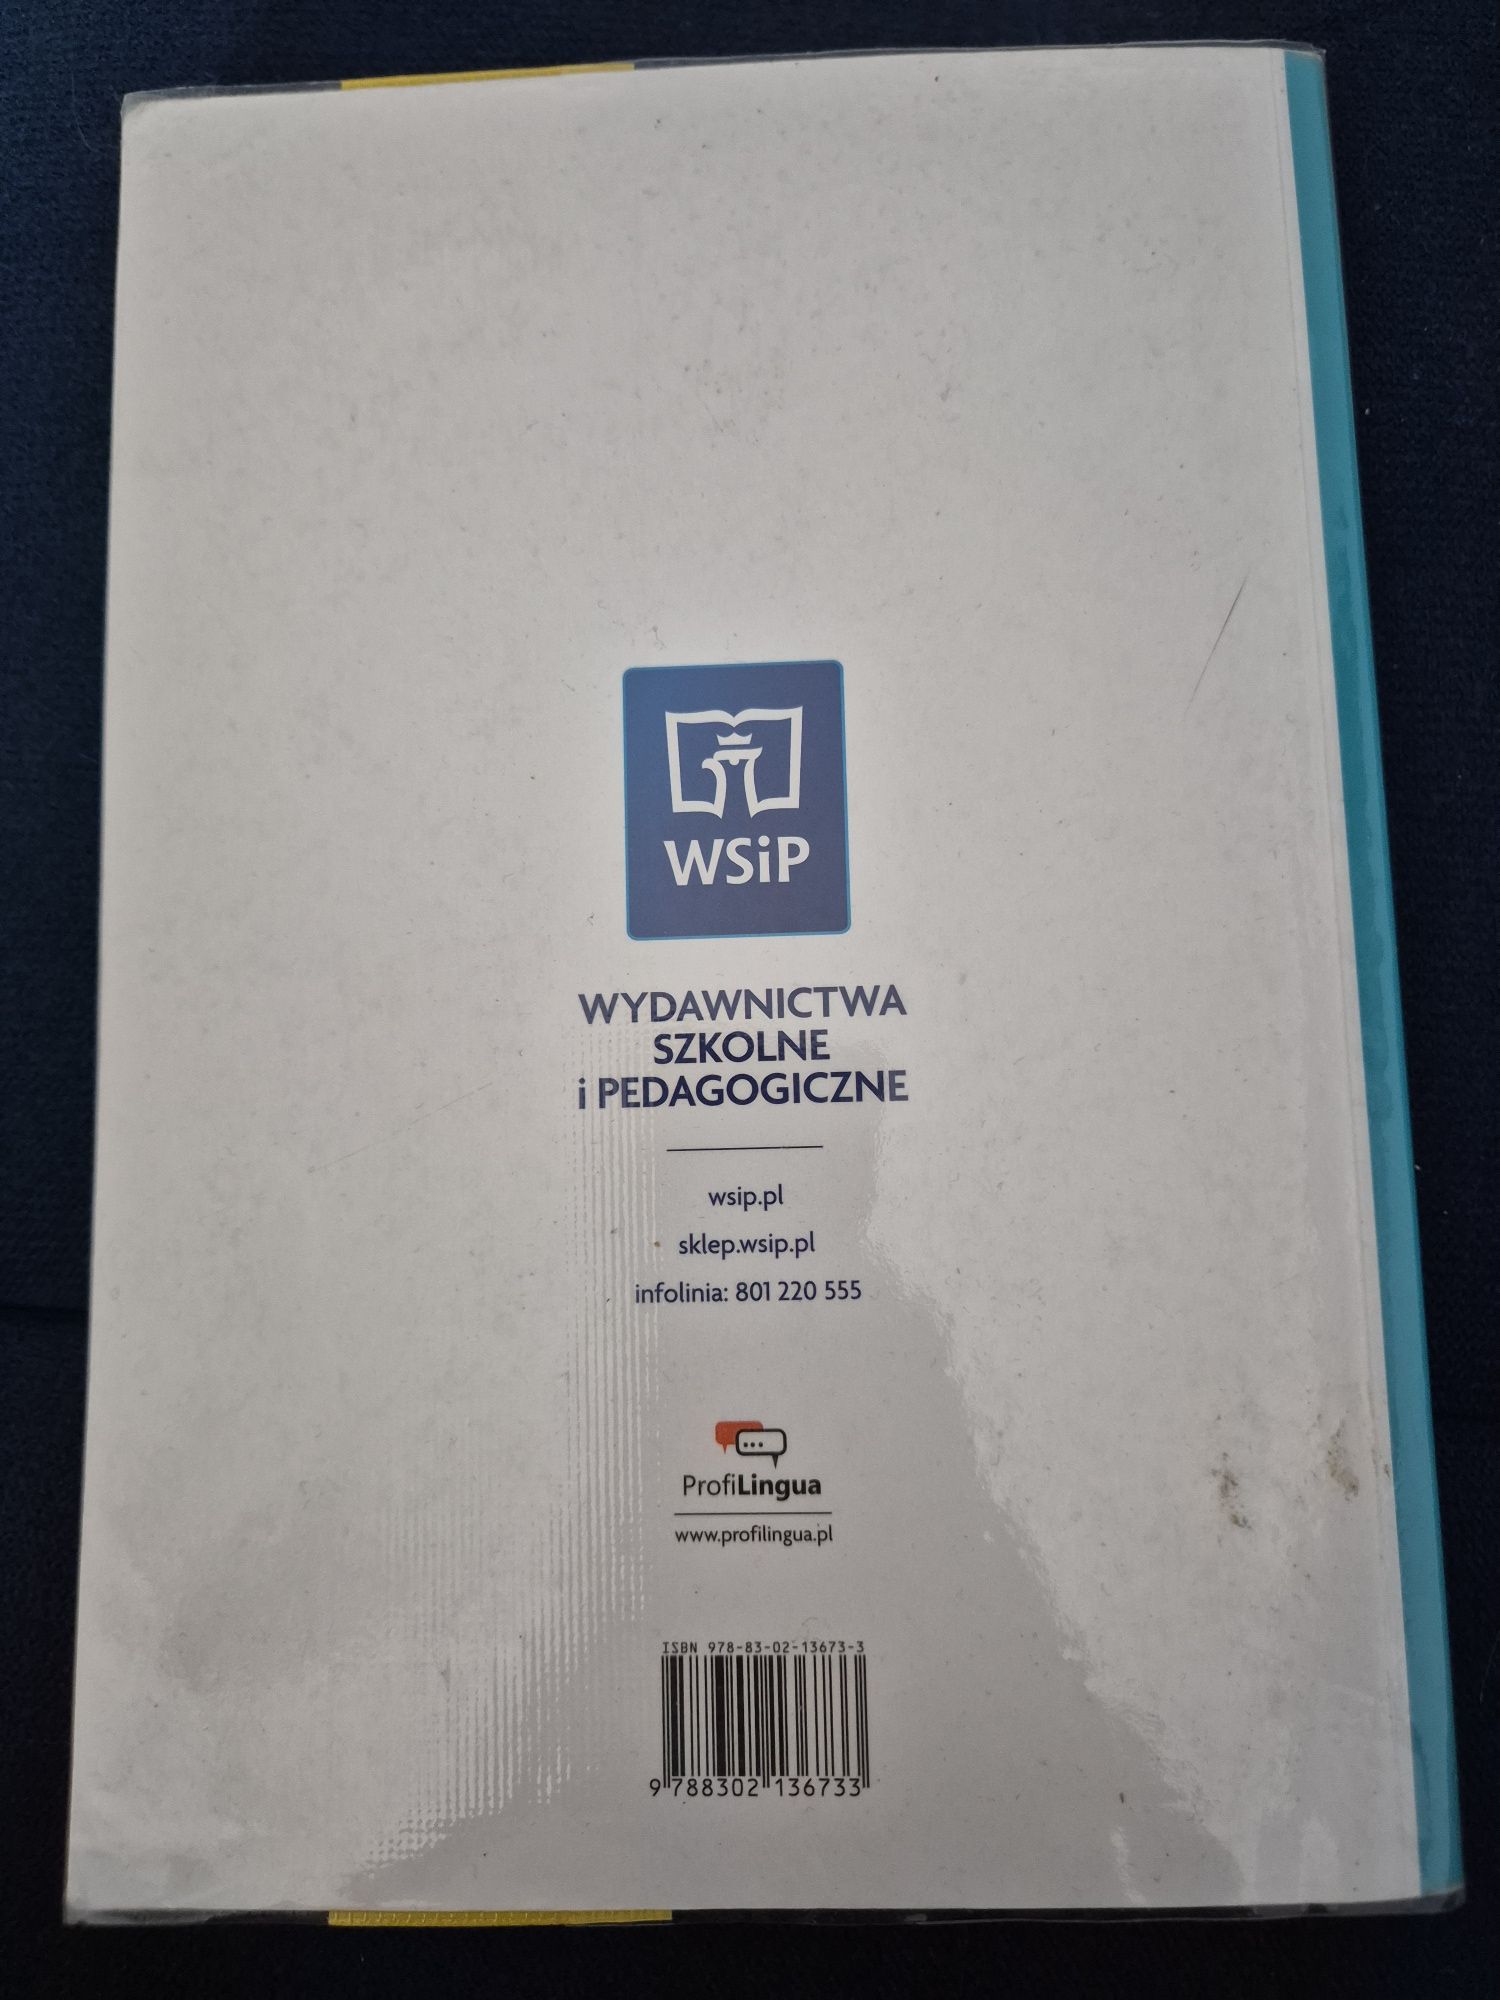 WSiP
WYDAWNICTWA
SZKOLNE
i PEDAGOGICZNE
wsip.pl
sklep.wsip.pl
infolinia: 801 220 555
ProfiLingua
www.profilingua.pl
ISBN 978-83-02-13673-3
9 788302 136733